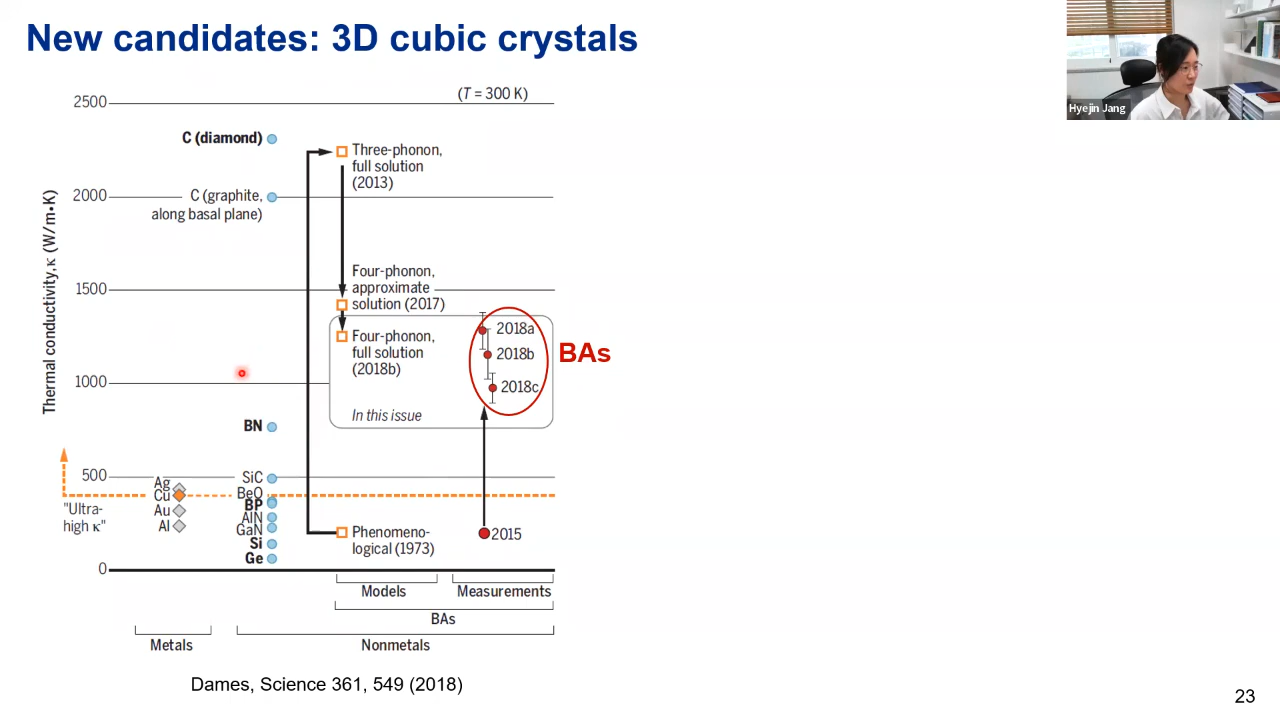 New candidates: 3D cubic crystals
Hyejin Jang
(T = 300 K)
Thermal conductivity, κ (W/m•K)
2500
2000
1500
1000
500
0
C (diamond)
C (graphite,
along basal plane)
BN
SiC
BeO
BP
AlN
GaN
Si
Ge
Ag
Cu
Au
Al
"Ultra-
high κ"
Three-phonon,
full solution
(2013)
Four-phonon,
approximate
solution (2017)
Four-phonon,
full solution
(2018b)
In this issue
Phenomeno-
logical (1973)
2018a
2018b
2018c
BAs
2015
Models
Measurements
BAs
Metals
Nonmetals
Dames, Science 361, 549 (2018)
23